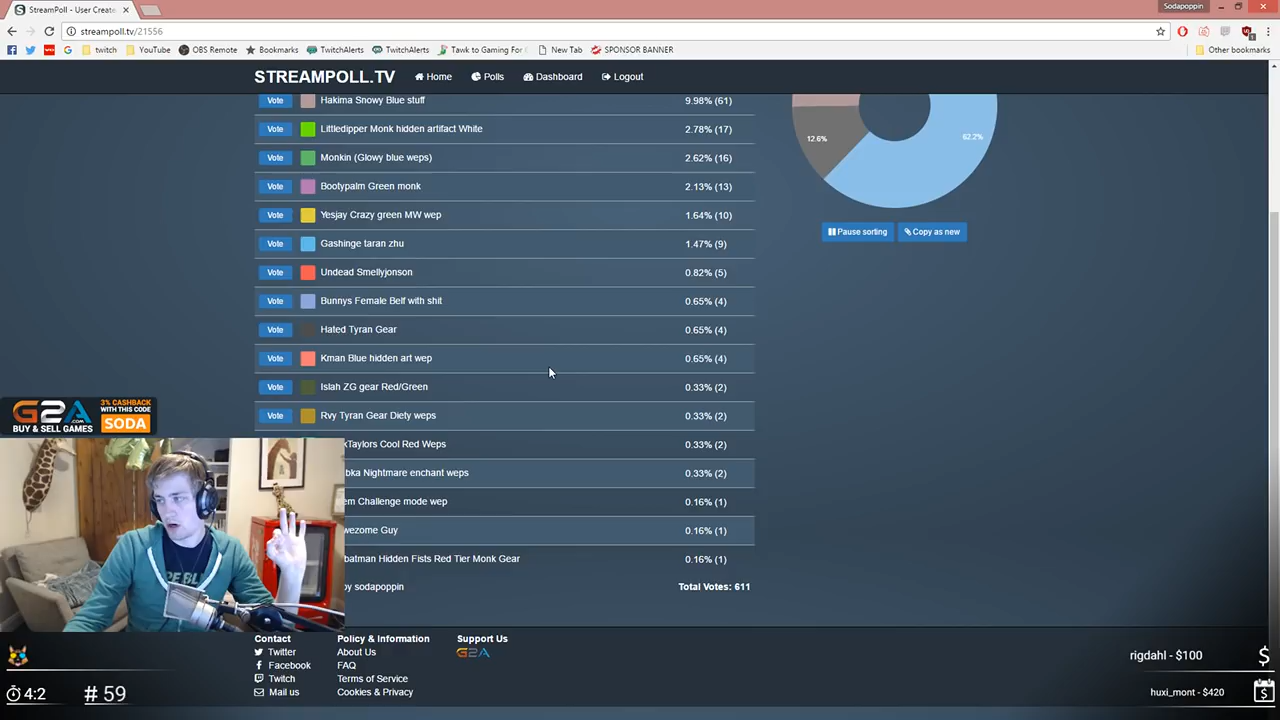 StreamPoll - User Create
Sodapoppin
streampoll.tv/21556
twitch YouTube OBS Remote Bookmarks TwitchAlerts TwitchAlerts Tawk to Gaming For New Tab SPONSOR BANNER Other bookmarks
STREAMPOLL.TV Home Polls Dashboard Logout
Vote Hakima Snowy Blue stuff 9.98% (61)
Vote Littledipper Monk hidden artifact White 2.78% (17)
Vote Monkin (Glowy blue weps) 2.62% (16)
Vote Bootypalm Green monk 2.13% (13)
Vote Yesjay Crazy green MW wep 1.64% (10)
Vote Gashinge taran zhu 1.47% (9)
Vote Undead Smellyjonson 0.82% (5)
Vote Bunnys Female Belf with shit 0.65% (4)
Vote Hated Tyran Gear 0.65% (4)
Vote Kman Blue hidden art wep 0.65% (4)
Vote Islah ZG gear Red/Green 0.33% (2)
Vote Rvy Tyran Gear Diety weps 0.33% (2)
xTaylors Cool Red Weps 0.33% (2)
bka Nightmare enchant weps 0.33% (2)
em Challenge mode wep 0.16% (1)
wezome Guy 0.16% (1)
batman Hidden Fists Red Tier Monk Gear 0.16% (1)
by sodapoppin Total Votes: 611
12.6%
62.2%
Pause sorting Copy as new
G2A.COM
BUY & SELL GAMES
3% CASHBACK
WITH THIS CODE
SODA
Contact
Twitter
Facebook
Twitch
Mail us
Policy & Information
About Us
FAQ
Terms of Service
Cookies & Privacy
Support Us
G2A
4:2 # 59
rigdahl - $100 $
huxi_mont - $420 $